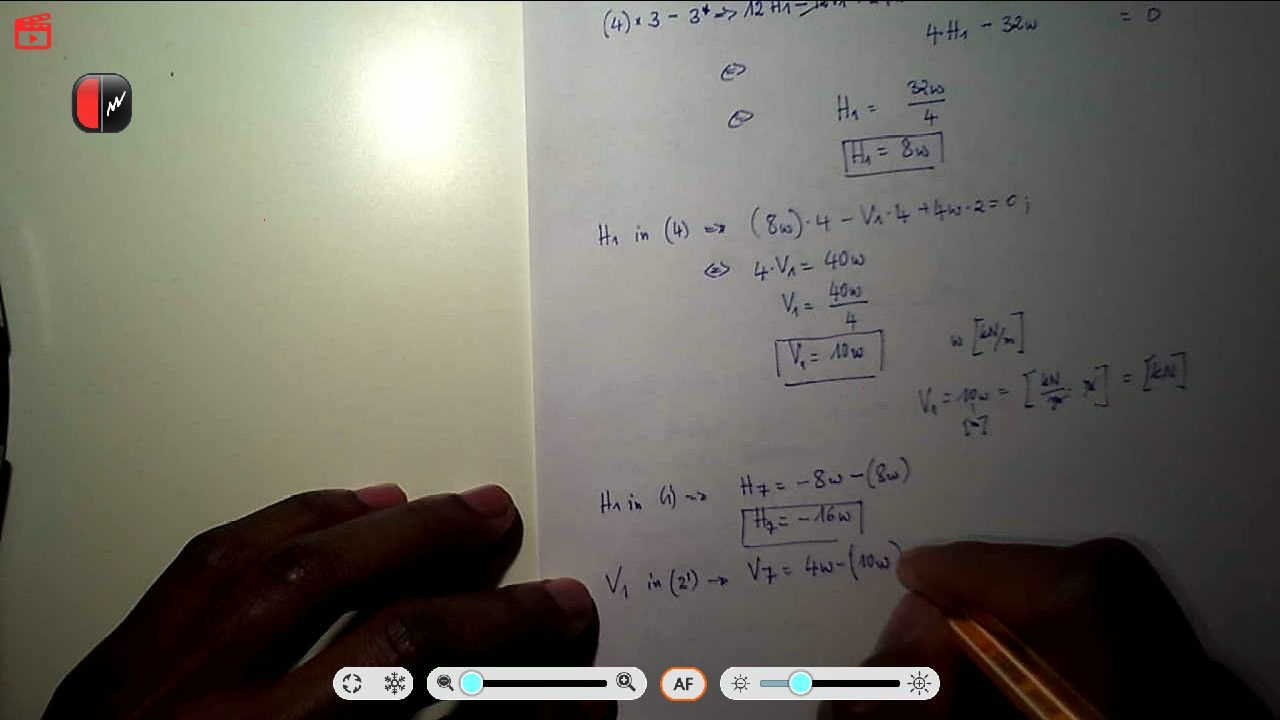 (4) × 3 - 3* => 12H1
4·H1 - 32w = 0
<=>
<=> H1 = 32w/4
H1 = 8w
H1 in (4) => (8w)·4 - V1·4 + 4w·2 = 0;
<=> 4·V1 = 40w
V1 = 40w/4
V1 = 10w
w [kN/m]
V1 = 10w = [kN/m · m] = [kN]
[m]
H1 in (1') => H7 = -8w - (8w)
H7 = -16w
V1 in (2') => V7 = 4w - (10w)
AF